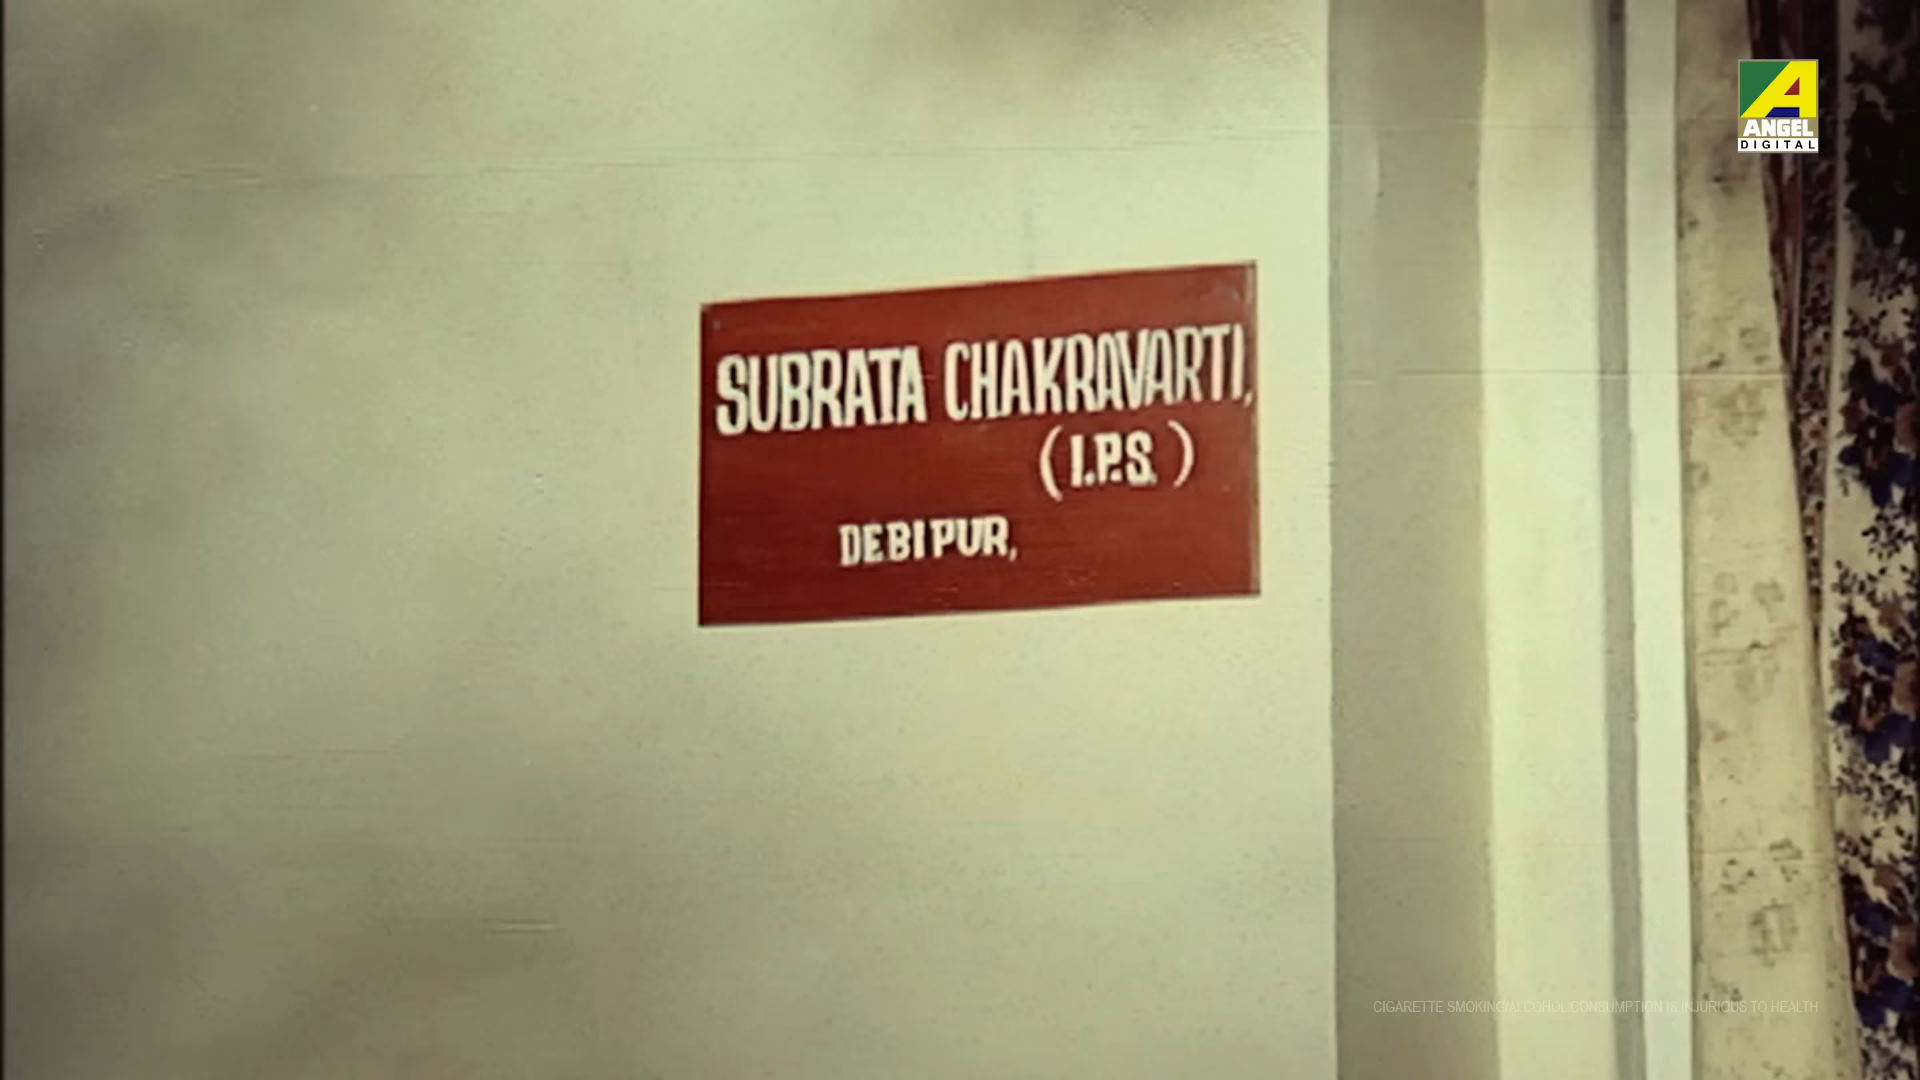 ANGEL
DIGITAL
SUBRATA CHAKRAVARTI,
(I.P.S.)
DEBIPUR,
CIGARETTE SMOKING/ALCOHOL CONSUMPTION IS INJURIOUS TO HEALTH